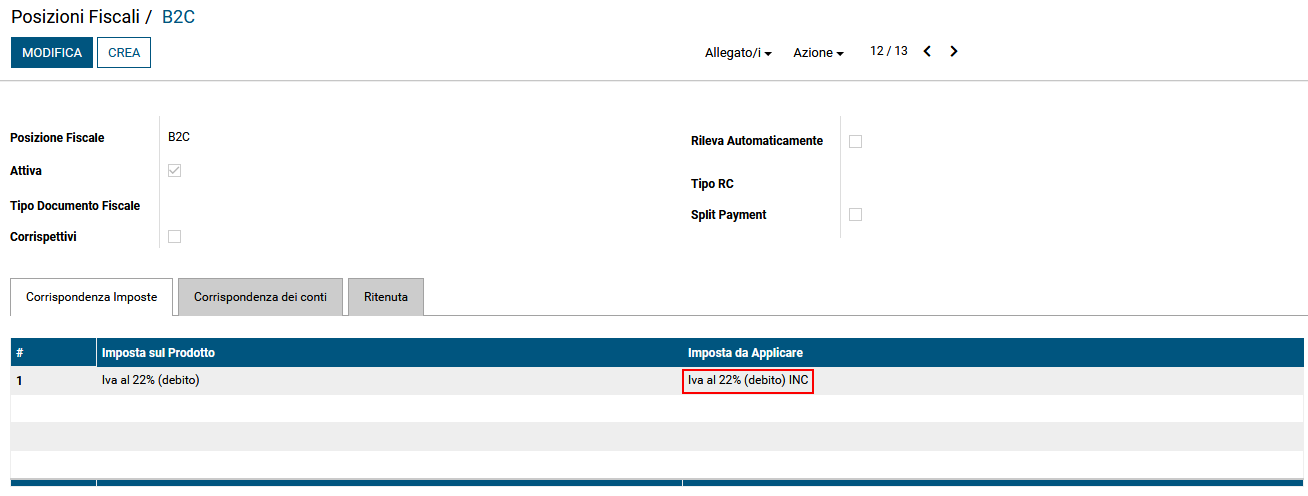 Posizioni Fiscali / B2C
MODIFICA CREA Allegato/i Azione 12 / 13
Posizione Fiscale B2C
Attiva
Tipo Documento Fiscale
Corrispettivi
Rileva Automaticamente
Tipo RC
Split Payment
Corrispondenza Imposte Corrispondenza dei conti Ritenuta
# Imposta sul Prodotto Imposta da Applicare
1 Iva al 22% (debito) Iva al 22% (debito) INC